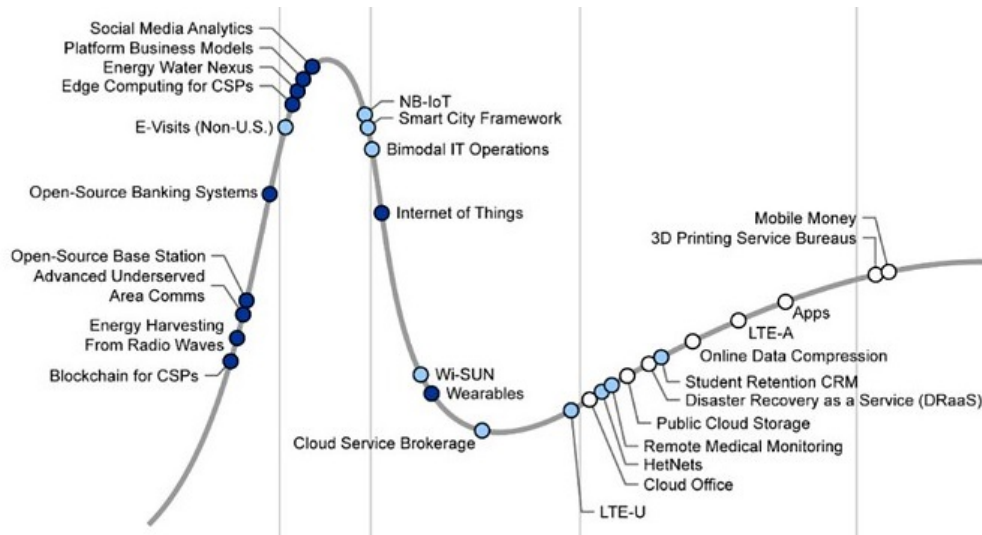 Social Media Analytics
Platform Business Models
Energy Water Nexus
Edge Computing for CSPs
E-Visits (Non-U.S.)
Open-Source Banking Systems
Open-Source Base Station
Advanced Underserved
Area Comms
Energy Harvesting
From Radio Waves
Blockchain for CSPs
NB-IoT
Smart City Framework
Bimodal IT Operations
Internet of Things
Wi-SUN
Wearables
Cloud Service Brokerage
Mobile Money
3D Printing Service Bureaus
Apps
LTE-A
Online Data Compression
Student Retention CRM
Disaster Recovery as a Service (DRaaS)
Public Cloud Storage
Remote Medical Monitoring
HetNets
Cloud Office
LTE-U